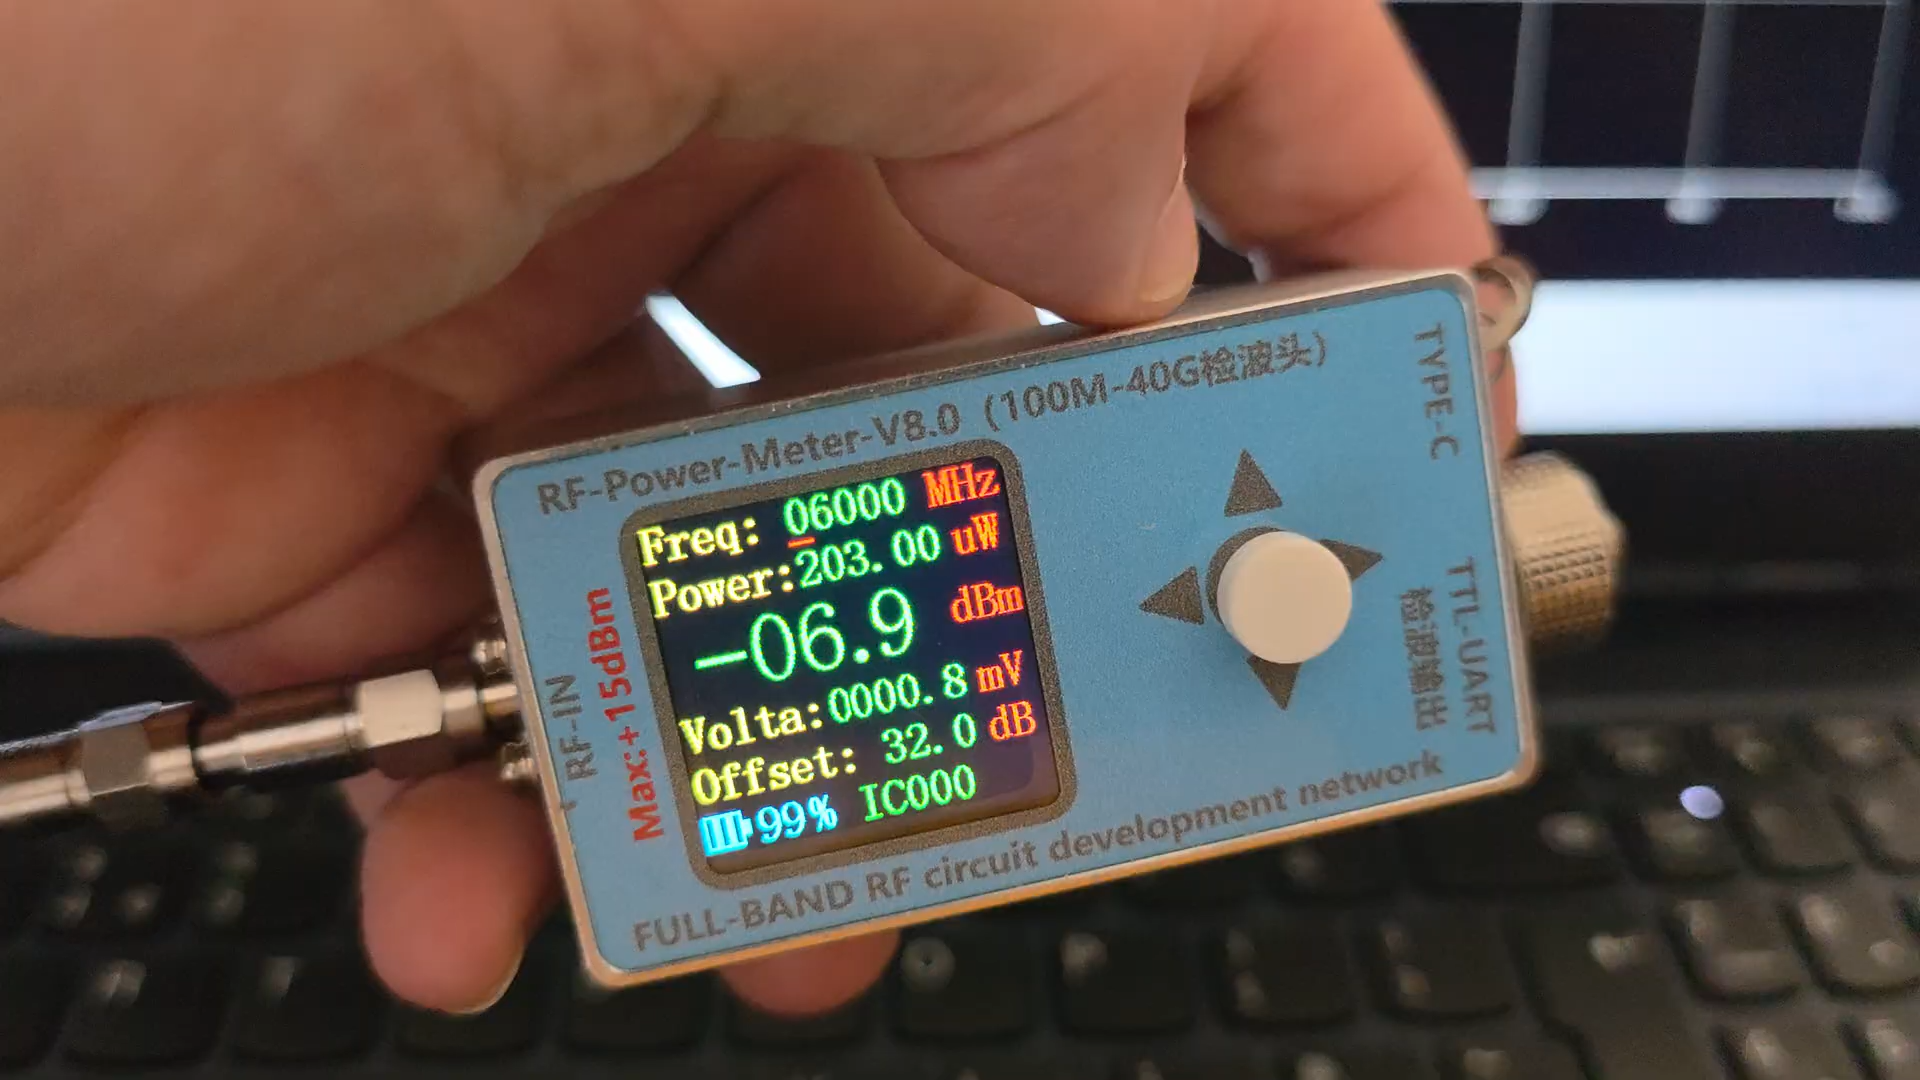 RF-Power-Meter-V8.0（100M-40G检波头）
TYPE-C
Freq: 06000 MHz
Power:203.00 uW
-06.9 dBm
Volta:0000.8 mV
Offset: 32.0 dB
99% IC000
RF-IN
Max:+15dBm
TTL-UART
检波输出
FULL-BAND RF circuit development network